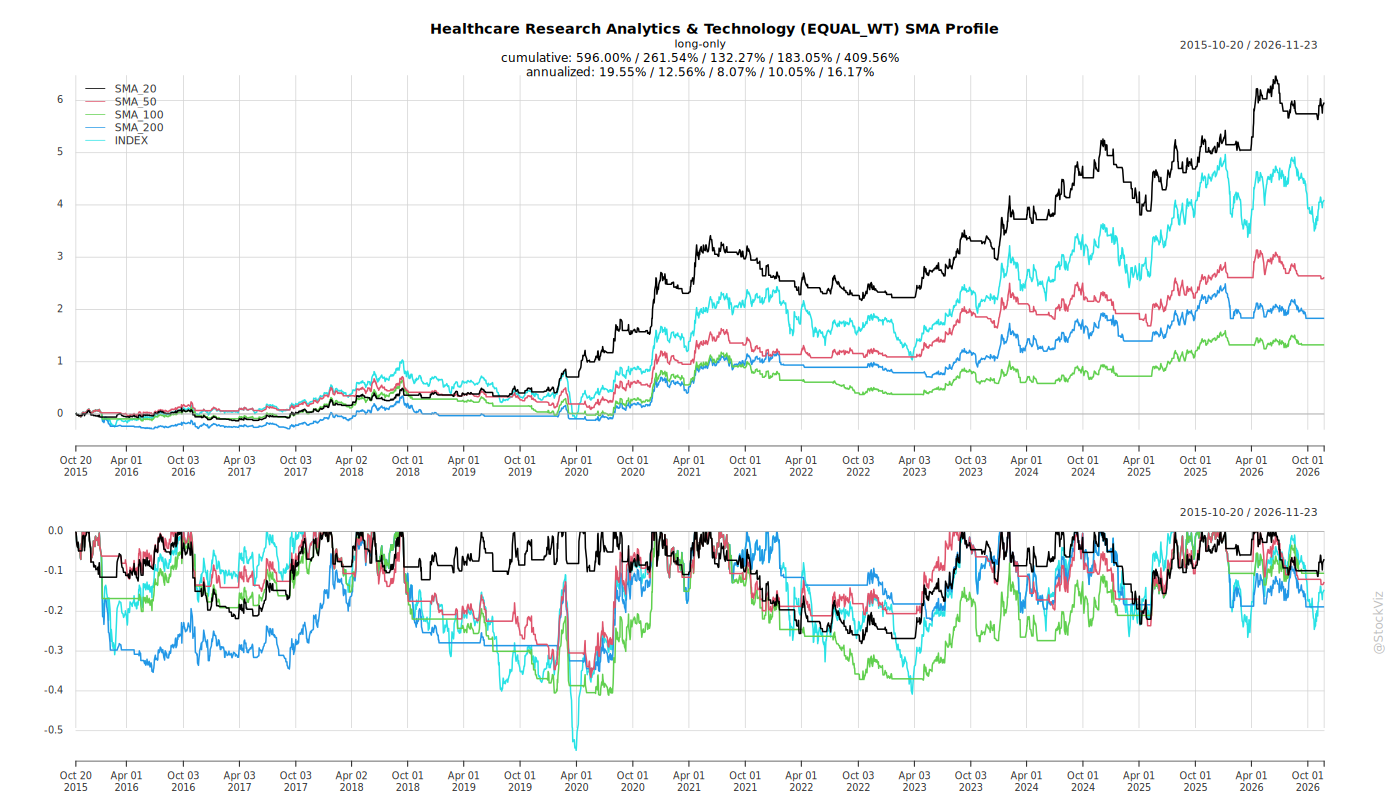 Healthcare Research Analytics & Technology (EQUAL_WT) SMA Profile
long-only
cumulative: 596.00% / 261.54% / 132.27% / 183.05% / 409.56%
annualized: 19.55% / 12.56% / 8.07% / 10.05% / 16.17%
2015-10-20 / 2026-11-23
SMA_20
SMA_50
SMA_100
SMA_200
INDEX
6
5
4
3
2
1
0
Oct 20 Apr 01 Oct 03 Apr 03 Oct 03 Apr 02 Oct 01 Apr 01 Oct 01 Apr 01 Oct 01 Apr 01 Oct 01 Apr 01 Oct 03 Apr 03 Oct 03 Apr 01 Oct 01 Apr 01 Oct 01 Apr 01 Oct 01
2015 2016 2016 2017 2017 2018 2018 2019 2019 2020 2020 2021 2021 2022 2022 2023 2023 2024 2024 2025 2025 2026 2026
2015-10-20 / 2026-11-23
0.0
-0.1
-0.2
-0.3
-0.4
-0.5
Oct 20 Apr 01 Oct 03 Apr 03 Oct 03 Apr 02 Oct 01 Apr 01 Oct 01 Apr 01 Oct 01 Apr 01 Oct 01 Apr 01 Oct 03 Apr 03 Oct 03 Apr 01 Oct 01 Apr 01 Oct 01 Apr 01 Oct 01
2015 2016 2016 2017 2017 2018 2018 2019 2019 2020 2020 2021 2021 2022 2022 2023 2023 2024 2024 2025 2025 2026 2026
@StockViz